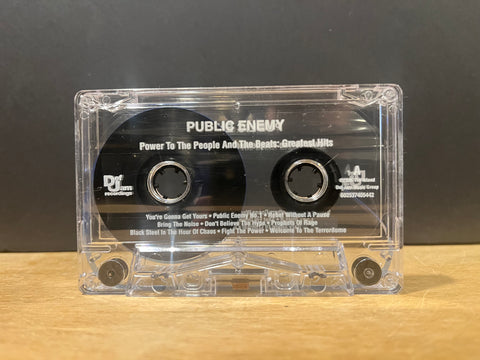 PUBLIC ENEMY
Power To The People And The Beats: Greatest Hits
Def Jam
recordings
Def Jam Music Group
602537405442
You're Gonna Get Yours • Public Enemy No. 1 • Rebel Without A Pause
Bring The Noise • Don't Believe The Hype • Prophets Of Rage
Black Steel In The Hour Of Chaos • Fight The Power • Welcome To The Terrordome